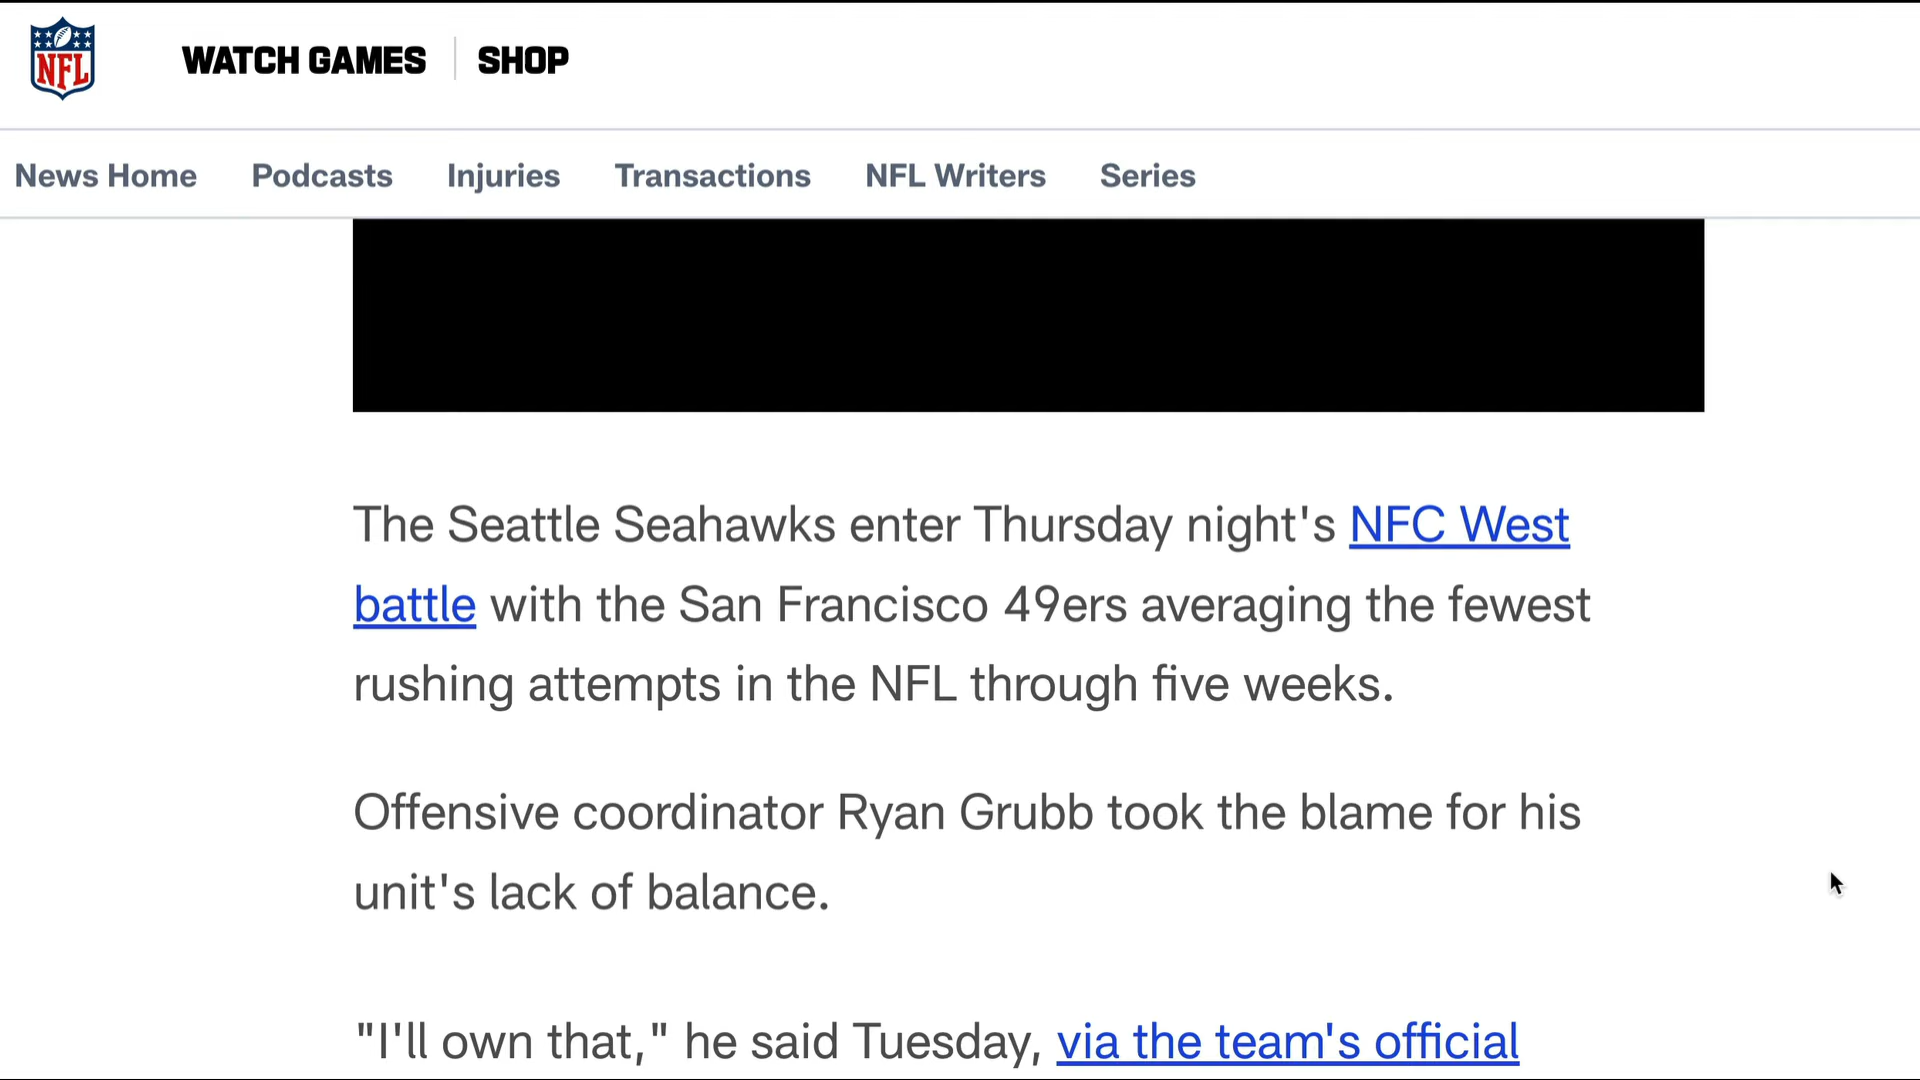 NFL
WATCH GAMES SHOP
News Home Podcasts Injuries Transactions NFL Writers Series
The Seattle Seahawks enter Thursday night's NFC West
battle with the San Francisco 49ers averaging the fewest
rushing attempts in the NFL through five weeks.
Offensive coordinator Ryan Grubb took the blame for his
unit's lack of balance.
"I'll own that," he said Tuesday, via the team's official